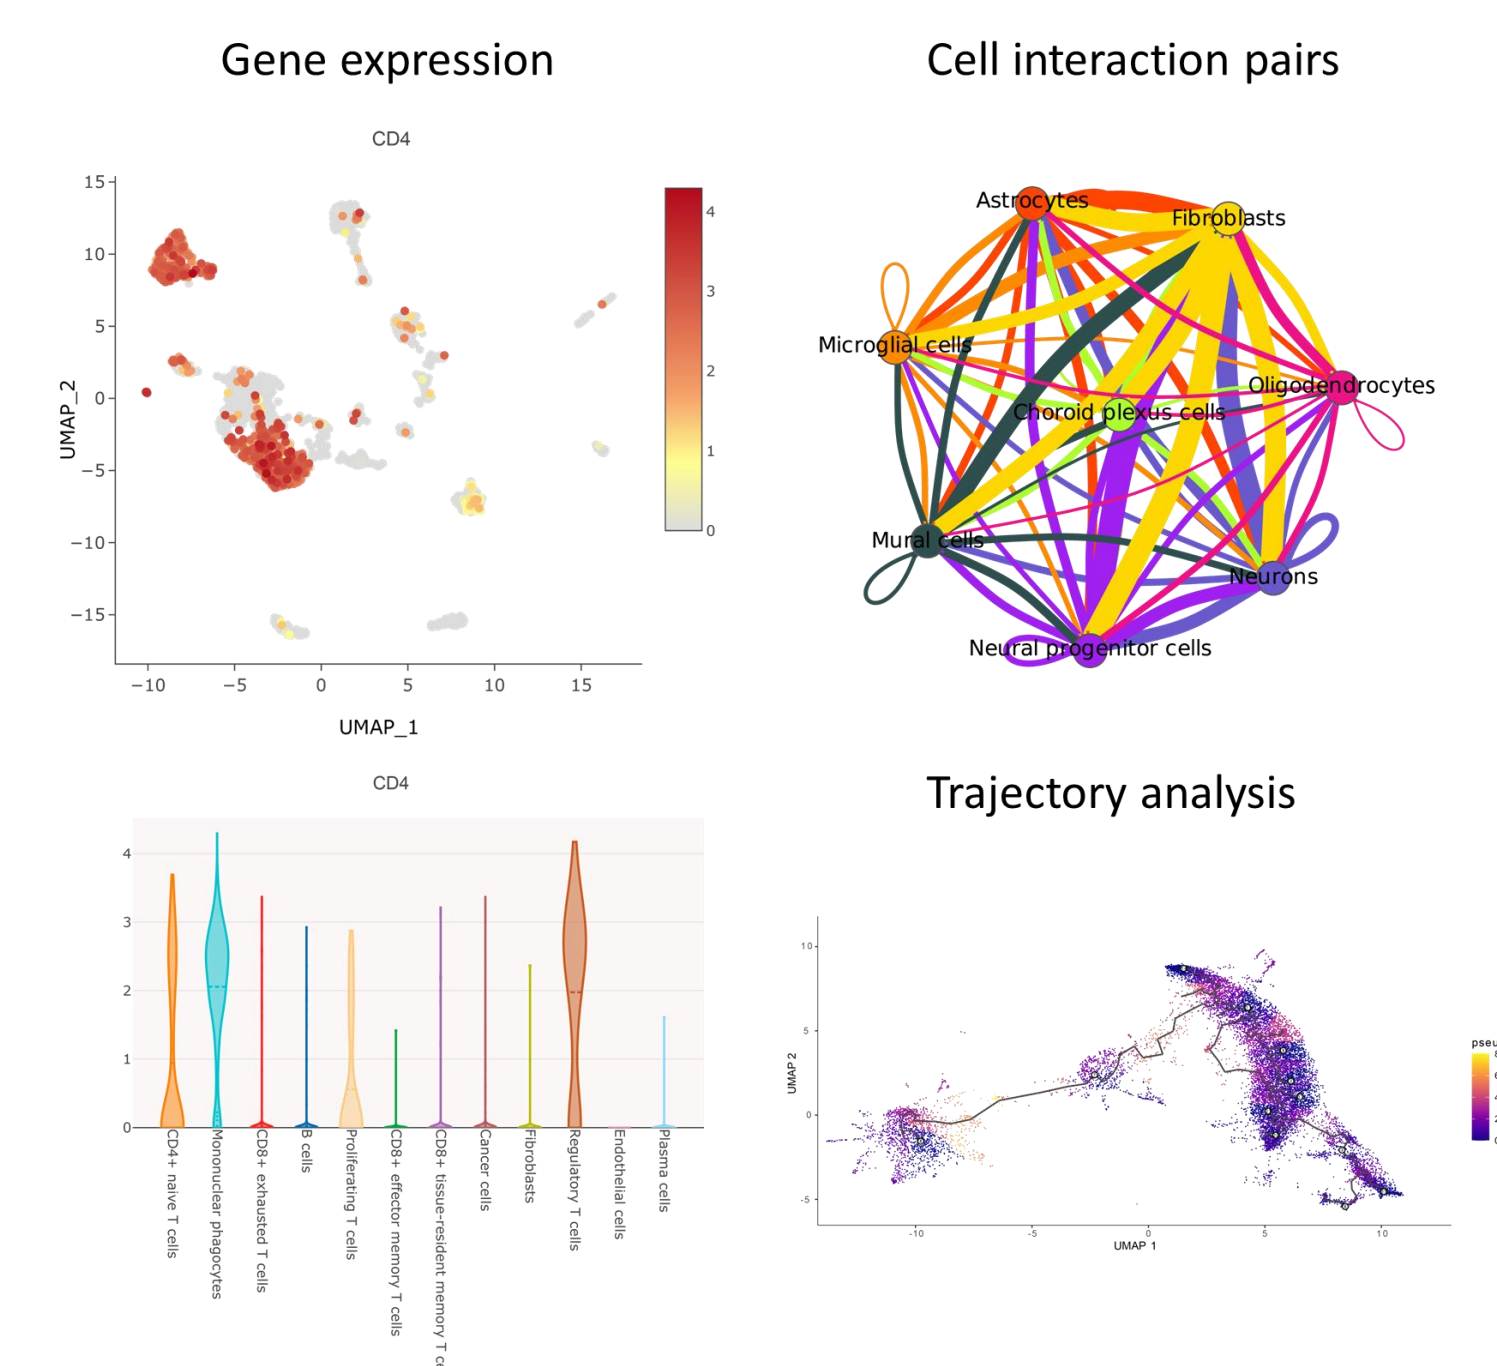 Gene expression
CD4
15
10
5
0
−5
−10
−15
UMAP_2
−10
−5
0
5
10
15
UMAP_1
4
3
2
1
0
Cell interaction pairs
Astrocytes
Fibroblasts
Microglial cells
Oligodendrocytes
Choroid plexus cells
Mural cells
Neurons
Neural progenitor cells
CD4
4
3
2
1
0
CD4+ naive T cells
Mononuclear phagocytes
CD8+ exhausted T cells
B cells
Proliferating T cells
CD8+ effector memory T cells
CD8+ tissue-resident memory T ce
Cancer cells
Fibroblasts
Regulatory T cells
Endothelial cells
Plasma cells
Trajectory analysis
10
5
0
-5
UMAP 2
-10
-5
0
5
10
UMAP 1
pseu